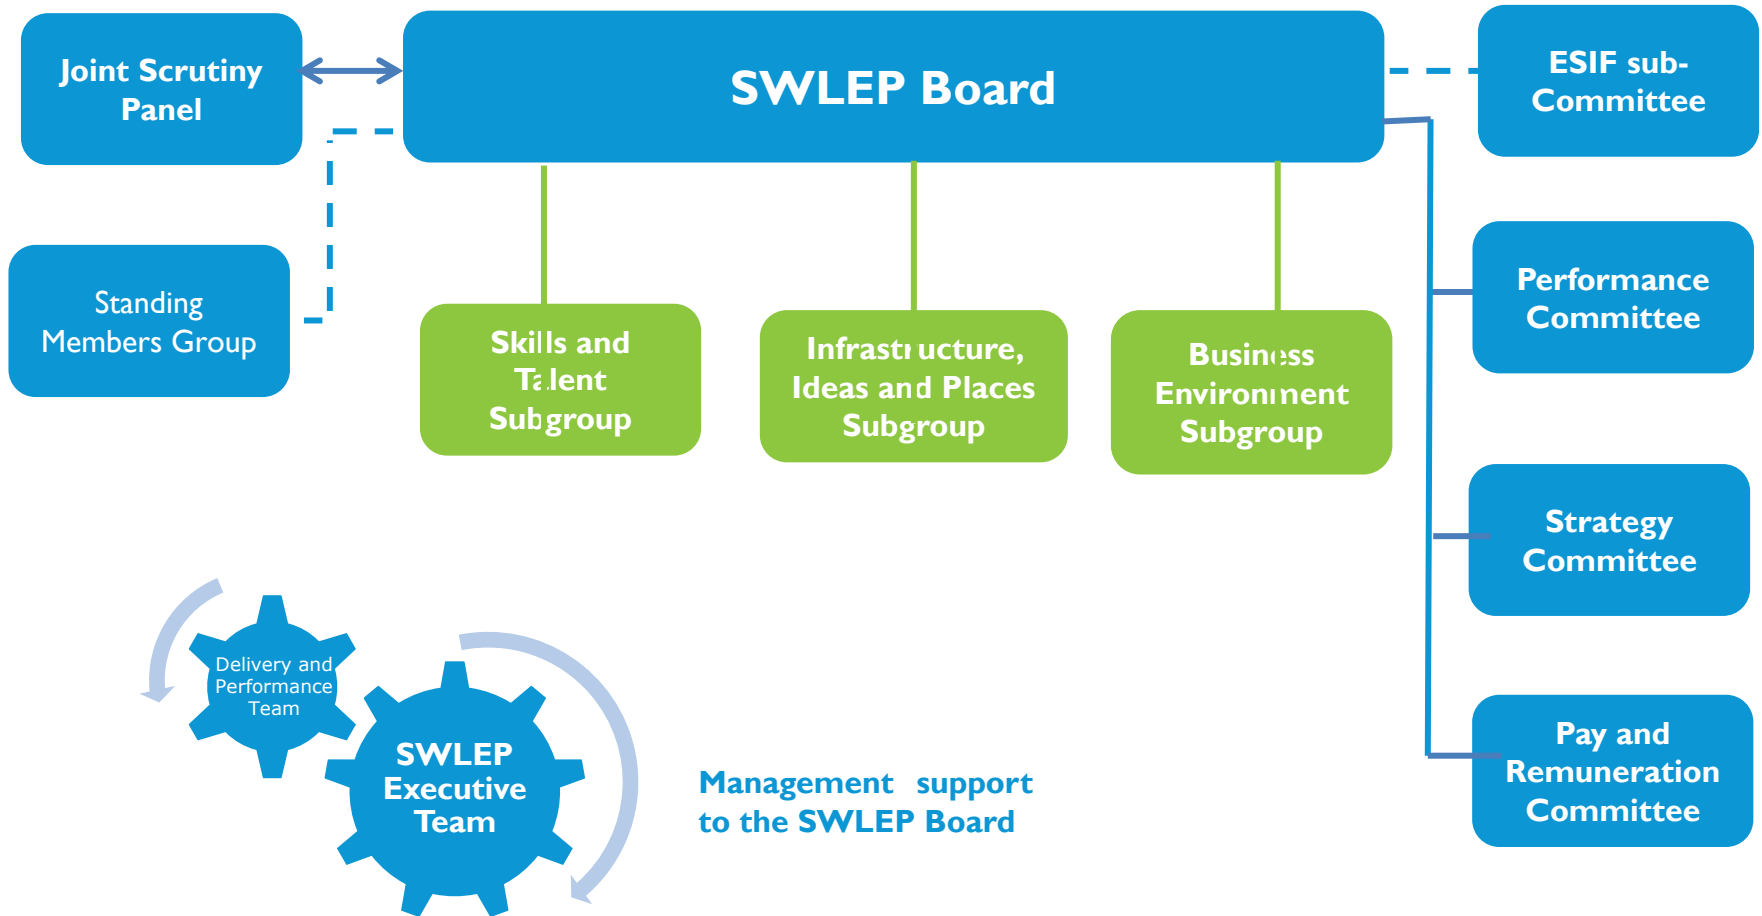 Joint Scrutiny
Panel
SWLEP Board
ESIF sub-
Committee
Standing
Members Group
Skills and
Talent
Subgroup
Infrastructure,
Ideas and Places
Subgroup
Business
Environment
Subgroup
Performance
Committee
Strategy
Committee
Pay and
Remuneration
Committee
Delivery and
Performance
Team
SWLEP
Executive
Team
Management support
to the SWLEP Board